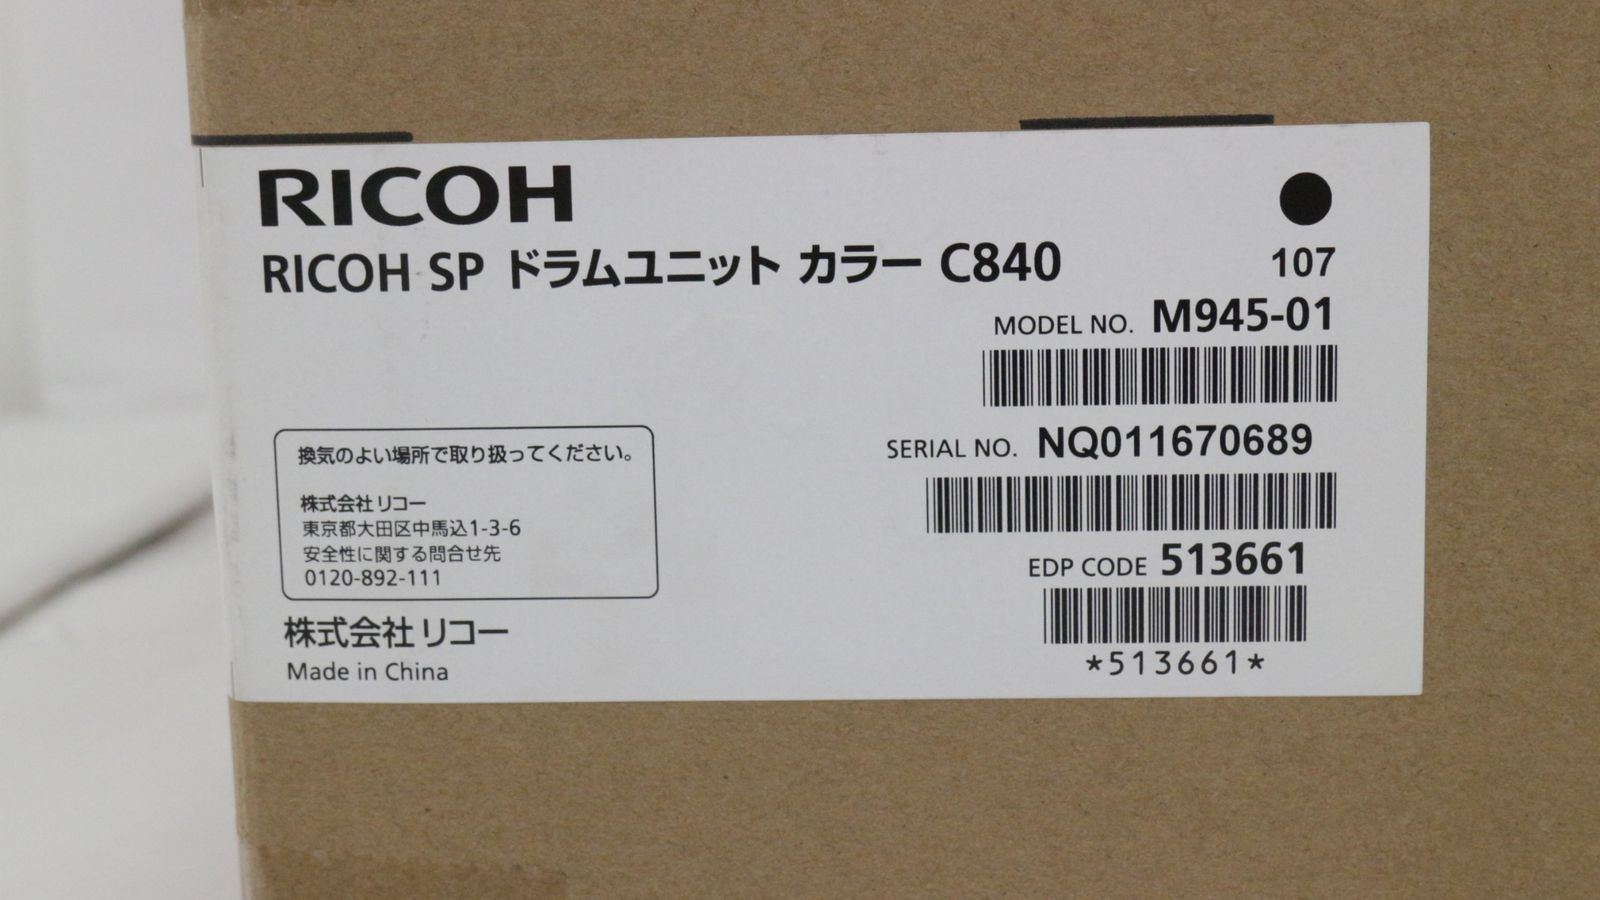 RICOH
RICOH SP ドラムユニット カラー C840
107
MODEL NO. M945-01
SERIAL NO. NQ011670689
EDP CODE 513661
*513661*
換気のよい場所で取り扱ってください。
株式会社リコー
東京都大田区中馬込1-3-6
安全性に関する問合せ先
0120-892-111
株式会社リコー
Made in China